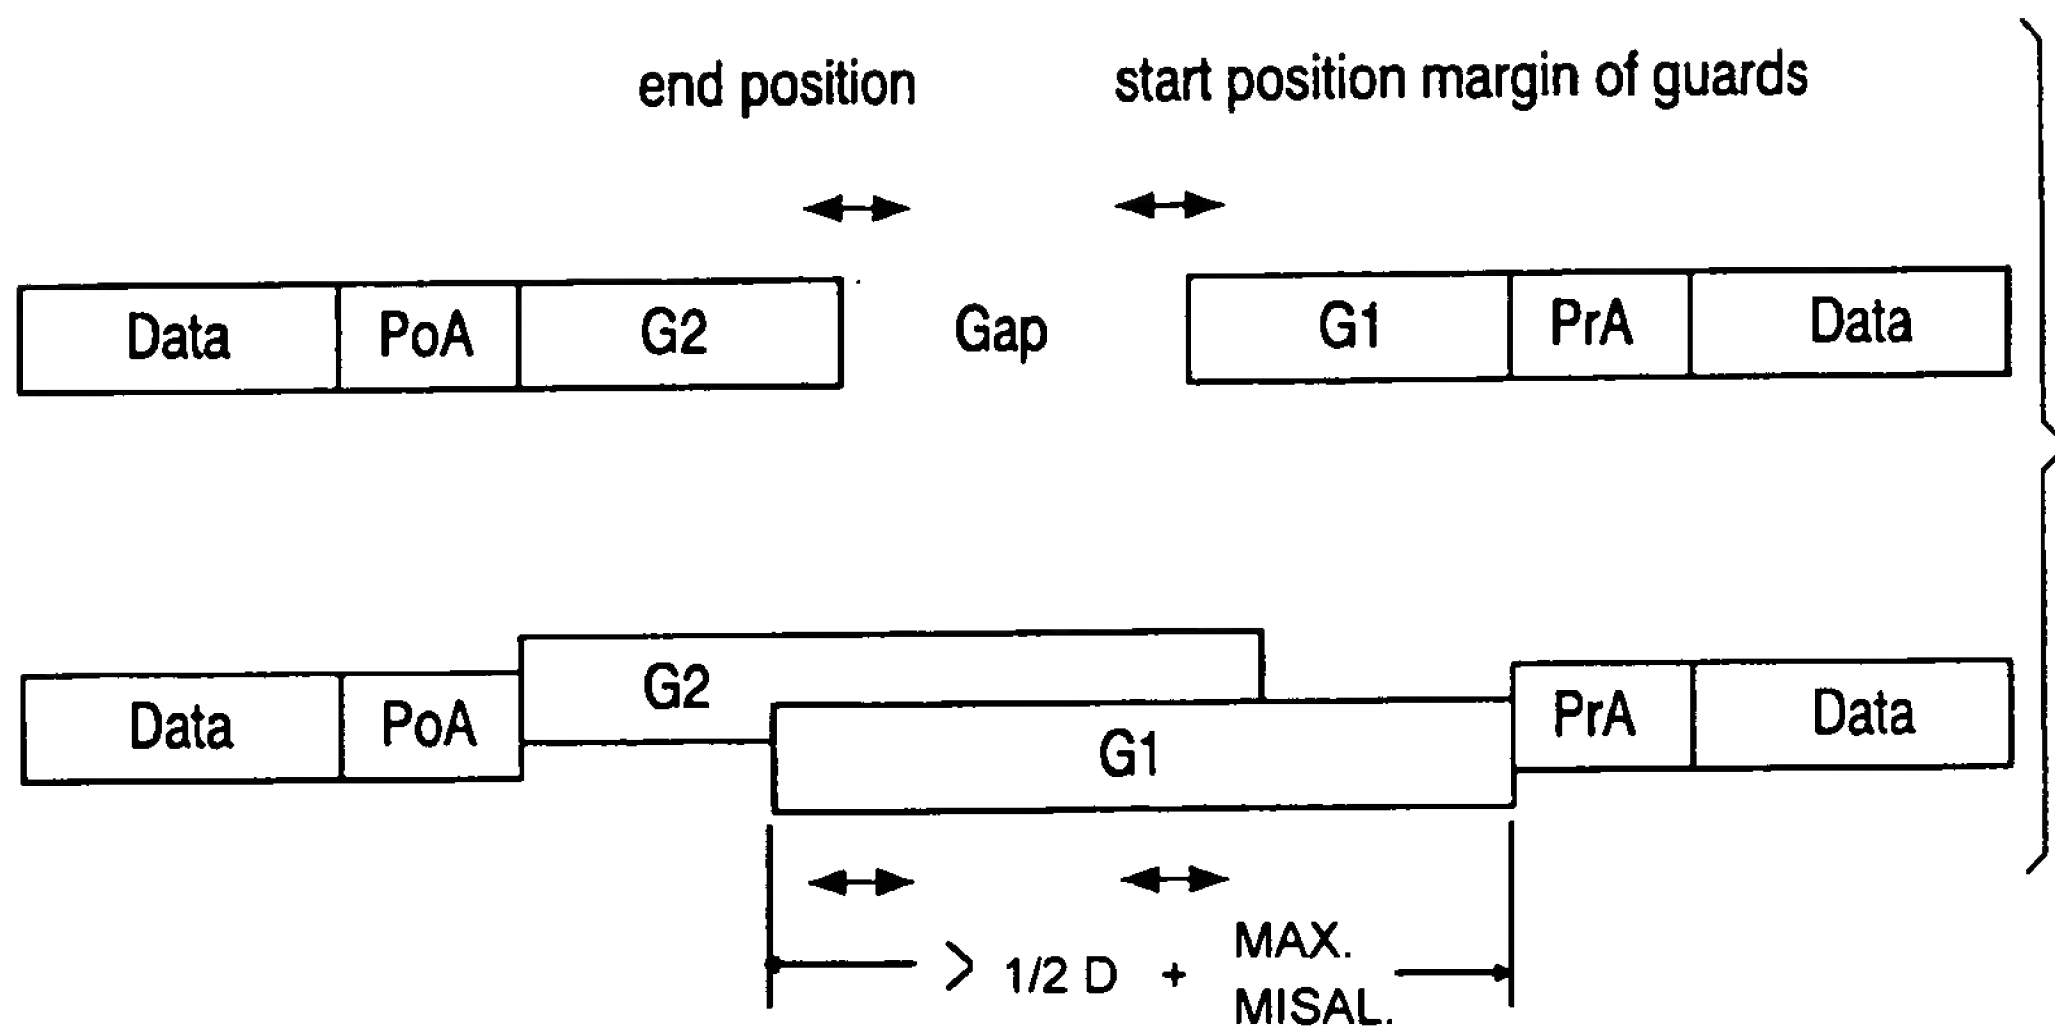 end position start position margin of guards
Data PoA G2 Gap G1 PrA Data
G2
Data PoA G1 PrA Data
> 1/2 D + MAX.
MISAL.